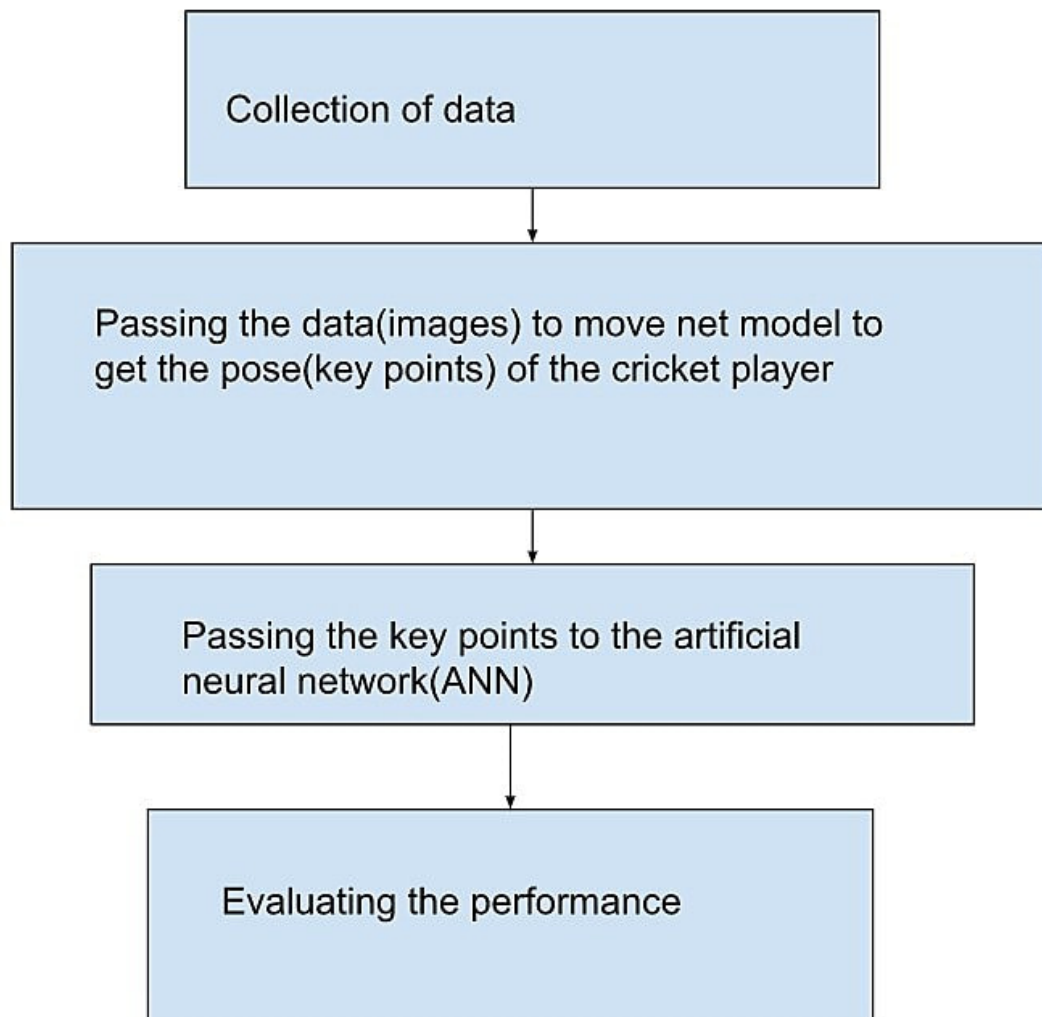 Collection of data
Passing the data(images) to move net model to
get the pose(key points) of the cricket player
Passing the key points to the artificial
neural network(ANN)
Evaluating the performance